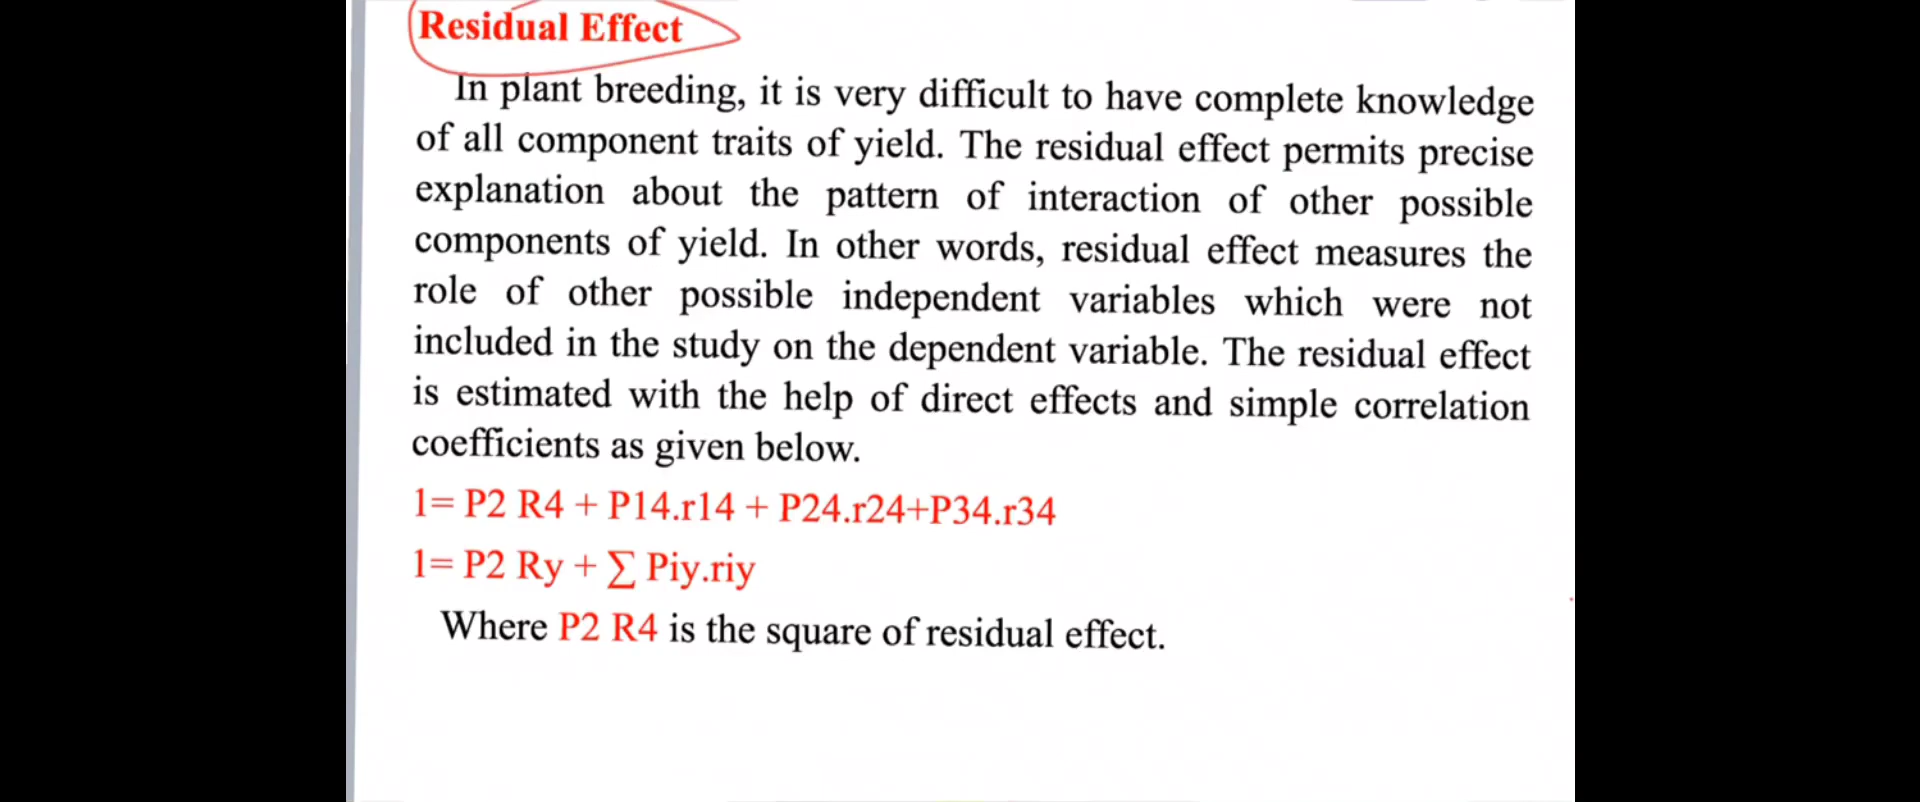 Residual Effect
In plant breeding, it is very difficult to have complete knowledge
of all component traits of yield. The residual effect permits precise
explanation about the pattern of interaction of other possible
components of yield. In other words, residual effect measures the
role of other possible independent variables which were not
included in the study on the dependent variable. The residual effect
is estimated with the help of direct effects and simple correlation
coefficients as given below.
1= P2 R4 + P14.r14 + P24.r24+P34.r34
1= P2 Ry + ∑ Piy.riy
Where P2 R4 is the square of residual effect.